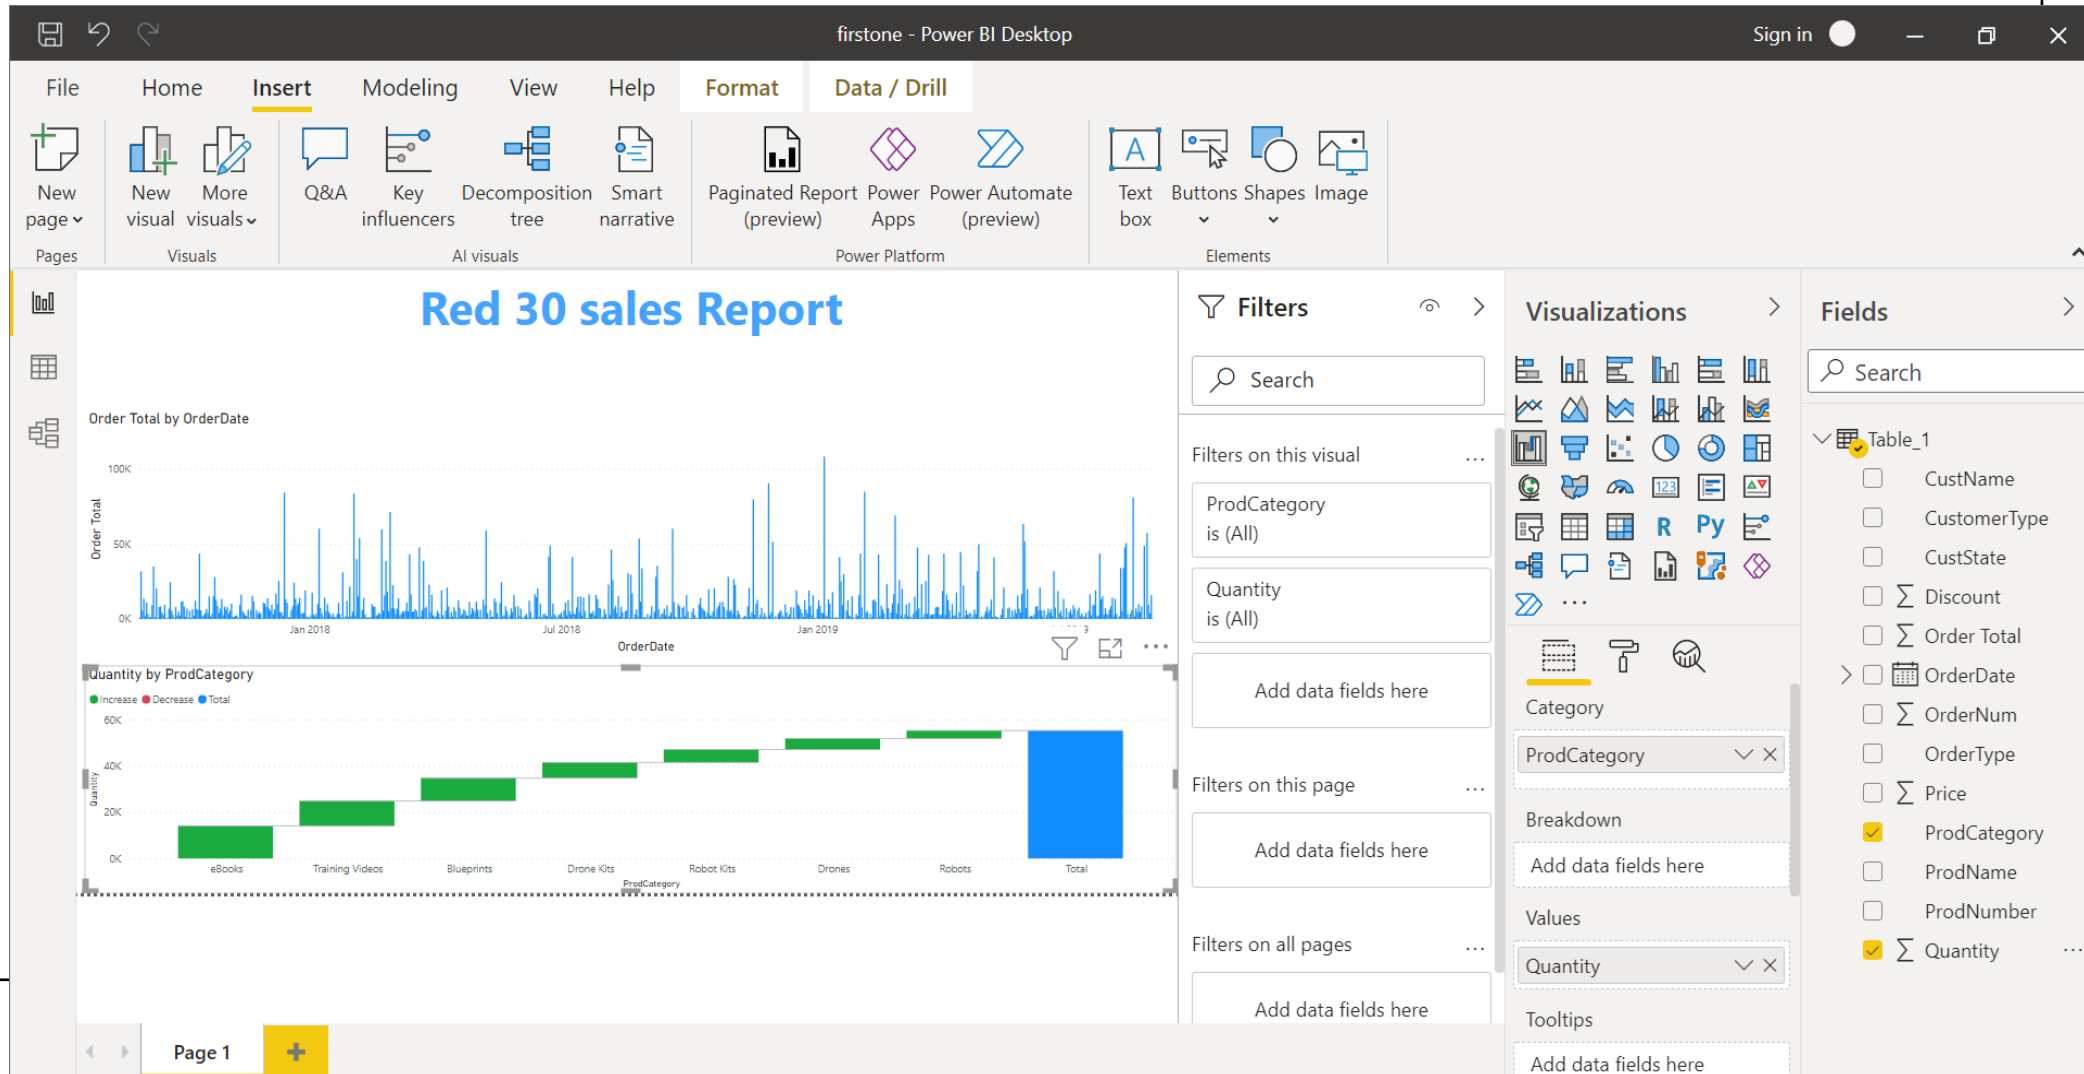 firstone - Power BI Desktop
Sign in
File Home Insert Modeling View Help Format Data / Drill
New page
New visual
More visuals
Q&A
Key influencers
Decomposition tree
Smart narrative
Paginated Report (preview)
Power Apps
Power Automate (preview)
Text box
Buttons
Shapes
Image
Pages
Visuals
AI visuals
Power Platform
Elements
Red 30 sales Report
Order Total by OrderDate
Order Total
100K
50K
0K
Jan 2018
Jul 2018
Jan 2019
OrderDate
Quantity by ProdCategory
Increase Decrease Total
Quantity
60K
40K
20K
0K
eBooks
Training Videos
Blueprints
Drone Kits
Robot Kits
Drones
Robots
Total
ProdCategory
Page 1
Filters
Search
Filters on this visual
ProdCategory
is (All)
Quantity
is (All)
Add data fields here
Filters on this page
Add data fields here
Filters on all pages
Add data fields here
Visualizations
123
R
Py
Category
ProdCategory
Breakdown
Add data fields here
Values
Quantity
Tooltips
Add data fields here
Fields
Search
Table_1
CustName
CustomerType
CustState
Σ Discount
Σ Order Total
OrderDate
Σ OrderNum
OrderType
Σ Price
ProdCategory
ProdName
ProdNumber
Σ Quantity